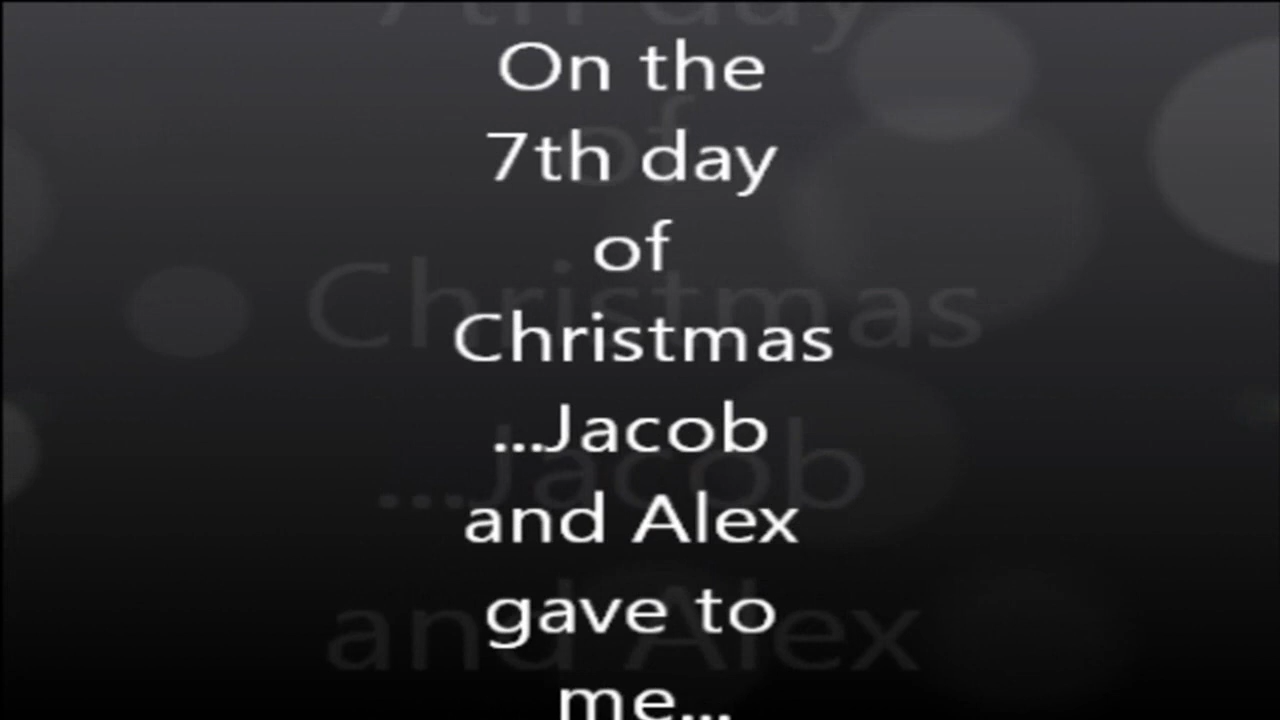 On the
7th day
of
Christmas
...Jacob
and Alex
gave to
me...